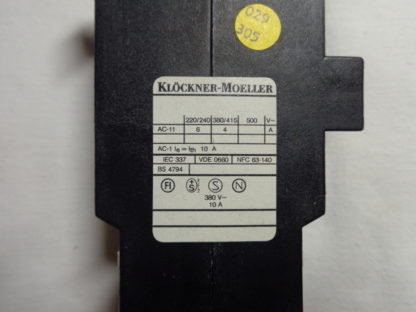 029
305
KLÖCKNER-MOELLER
220/240 380/415 500 V~
AC-11 6 4 A
AC-1 Ie = Ith 10 A
IEC 337 VDE 0660 NFC 63-140
BS 4794
FI S S N
380 V~
10 A